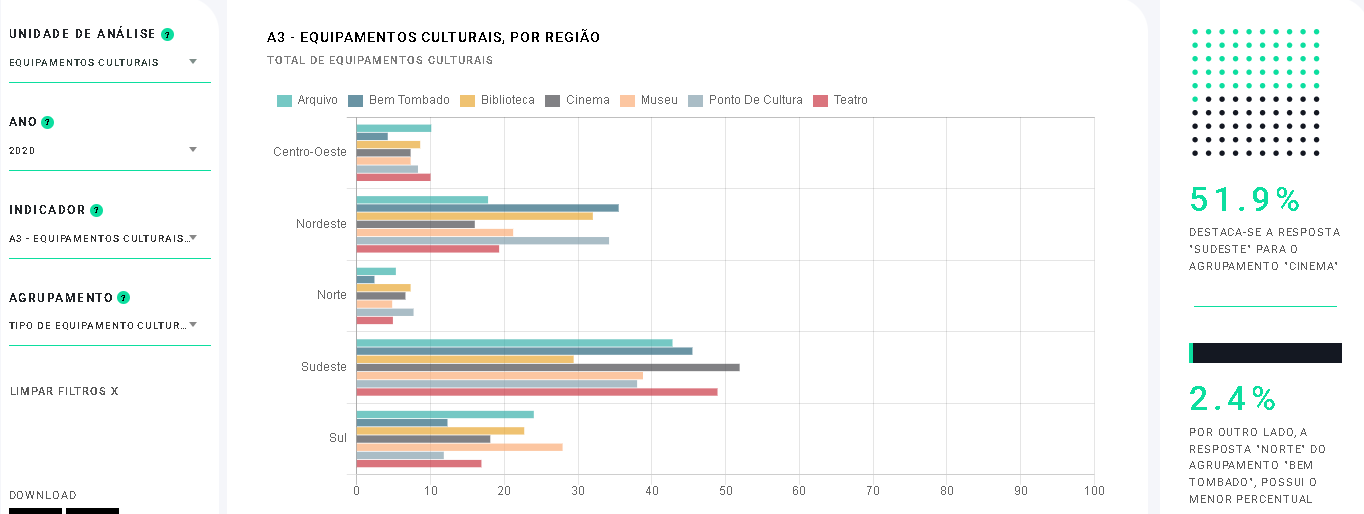 UNIDADE DE ANÁLISE ?
EQUIPAMENTOS CULTURAIS
ANO ?
2020
INDICADOR ?
A3 - EQUIPAMENTOS CULTURAIS…
AGRUPAMENTO ?
TIPO DE EQUIPAMENTO CULTUR…
LIMPAR FILTROS X
DOWNLOAD
A3 - EQUIPAMENTOS CULTURAIS, POR REGIÃO
TOTAL DE EQUIPAMENTOS CULTURAIS
Arquivo Bem Tombado Biblioteca Cinema Museu Ponto De Cultura Teatro
Centro-Oeste
Nordeste
Norte
Sudeste
Sul
0 10 20 30 40 50 60 70 80 90 100
51.9%
DESTACA-SE A RESPOSTA
"SUDESTE" PARA O
AGRUPAMENTO "CINEMA"
2.4%
POR OUTRO LADO, A
RESPOSTA "NORTE" DO
AGRUPAMENTO "BEM
TOMBADO", POSSUI O
MENOR PERCENTUAL